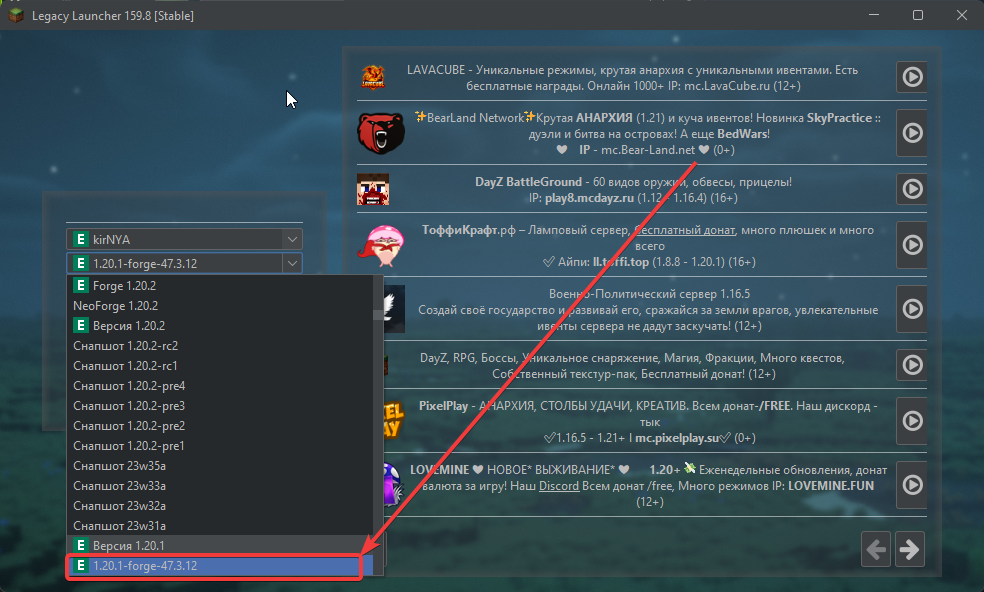 Legacy Launcher 159.8 [Stable]
LAVACUBE - Уникальные режимы, крутая анархия с уникальными ивентами. Есть
бесплатные награды. Онлайн 1000+ IP: mc.LavaCube.ru (12+)
✨BearLand Network✨Крутая АНАРХИЯ (1.21) и куча ивентов! Новинка SkyPractice ::
дуэли и битва на островах! А еще BedWars!
❤ IP - mc.Bear-Land.net ❤ (0+)
DayZ BattleGround - 60 видов оружий, обвесы, прицелы!
IP: play8.mcdayz.ru (1.12 - 1.16.4) (16+)
ТоффиКрафт.рф – Ламповый сервер, бесплатный донат, много плюшек и много
всего
✅ Айпи: ll.toffi.top (1.8.8 - 1.20.1) (16+)
Военно-Политический сервер 1.16.5
Создай своё государство и развивай его, сражайся за земли врагов, увлекательные
ивенты сервера не дадут заскучать! (12+)
DayZ, RPG, Боссы, Уникальное снаряжение, Магия, Фракции, Много квестов,
Собственный текстур-пак, Бесплатный донат! (12+)
PixelPlay - АНАРХИЯ, СТОЛБЫ УДАЧИ, КРЕАТИВ. Всем донат-/FREE. Наш дискорд -
тык
✅1.16.5 - 1.21+ | mc.pixelplay.su✅ (0+)
LOVEMINE ❤ НОВОЕ* ВЫЖИВАНИЕ* ❤ 1.20+ 💸 Еженедельные обновления, донат
валюта за игру! Наш Discord Всем донат /free, Много режимов IP: LOVEMINE.FUN
(12+)
E kirNYA
E 1.20.1-forge-47.3.12
E Forge 1.20.2
NeoForge 1.20.2
E Версия 1.20.2
Снапшот 1.20.2-rc2
Снапшот 1.20.2-rc1
Снапшот 1.20.2-pre4
Снапшот 1.20.2-pre3
Снапшот 1.20.2-pre2
Снапшот 1.20.2-pre1
Снапшот 23w35a
Снапшот 23w33a
Снапшот 23w32a
Снапшот 23w31a
E Версия 1.20.1
E 1.20.1-forge-47.3.12